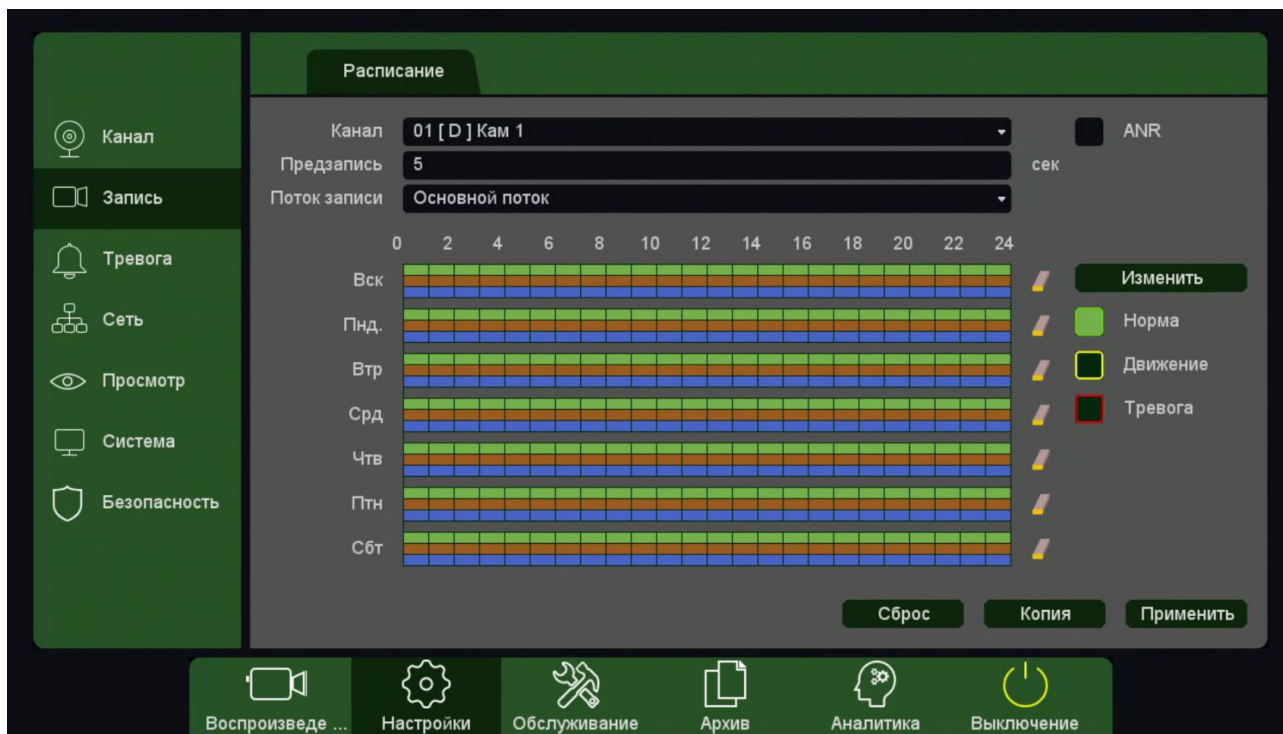 Расписание
Канал
Запись
Тревога
Сеть
Просмотр
Система
Безопасность
Канал 01 [ D ] Кам 1 ANR
Предзапись 5 сек
Поток записи Основной поток
0 2 4 6 8 10 12 14 16 18 20 22 24
Вск Изменить
Пнд. Норма
Втр Движение
Срд Тревога
Чтв
Птн
Сбт
Сброс Копия Применить
Воспроизведе ... Настройки Обслуживание Архив Аналитика Выключение